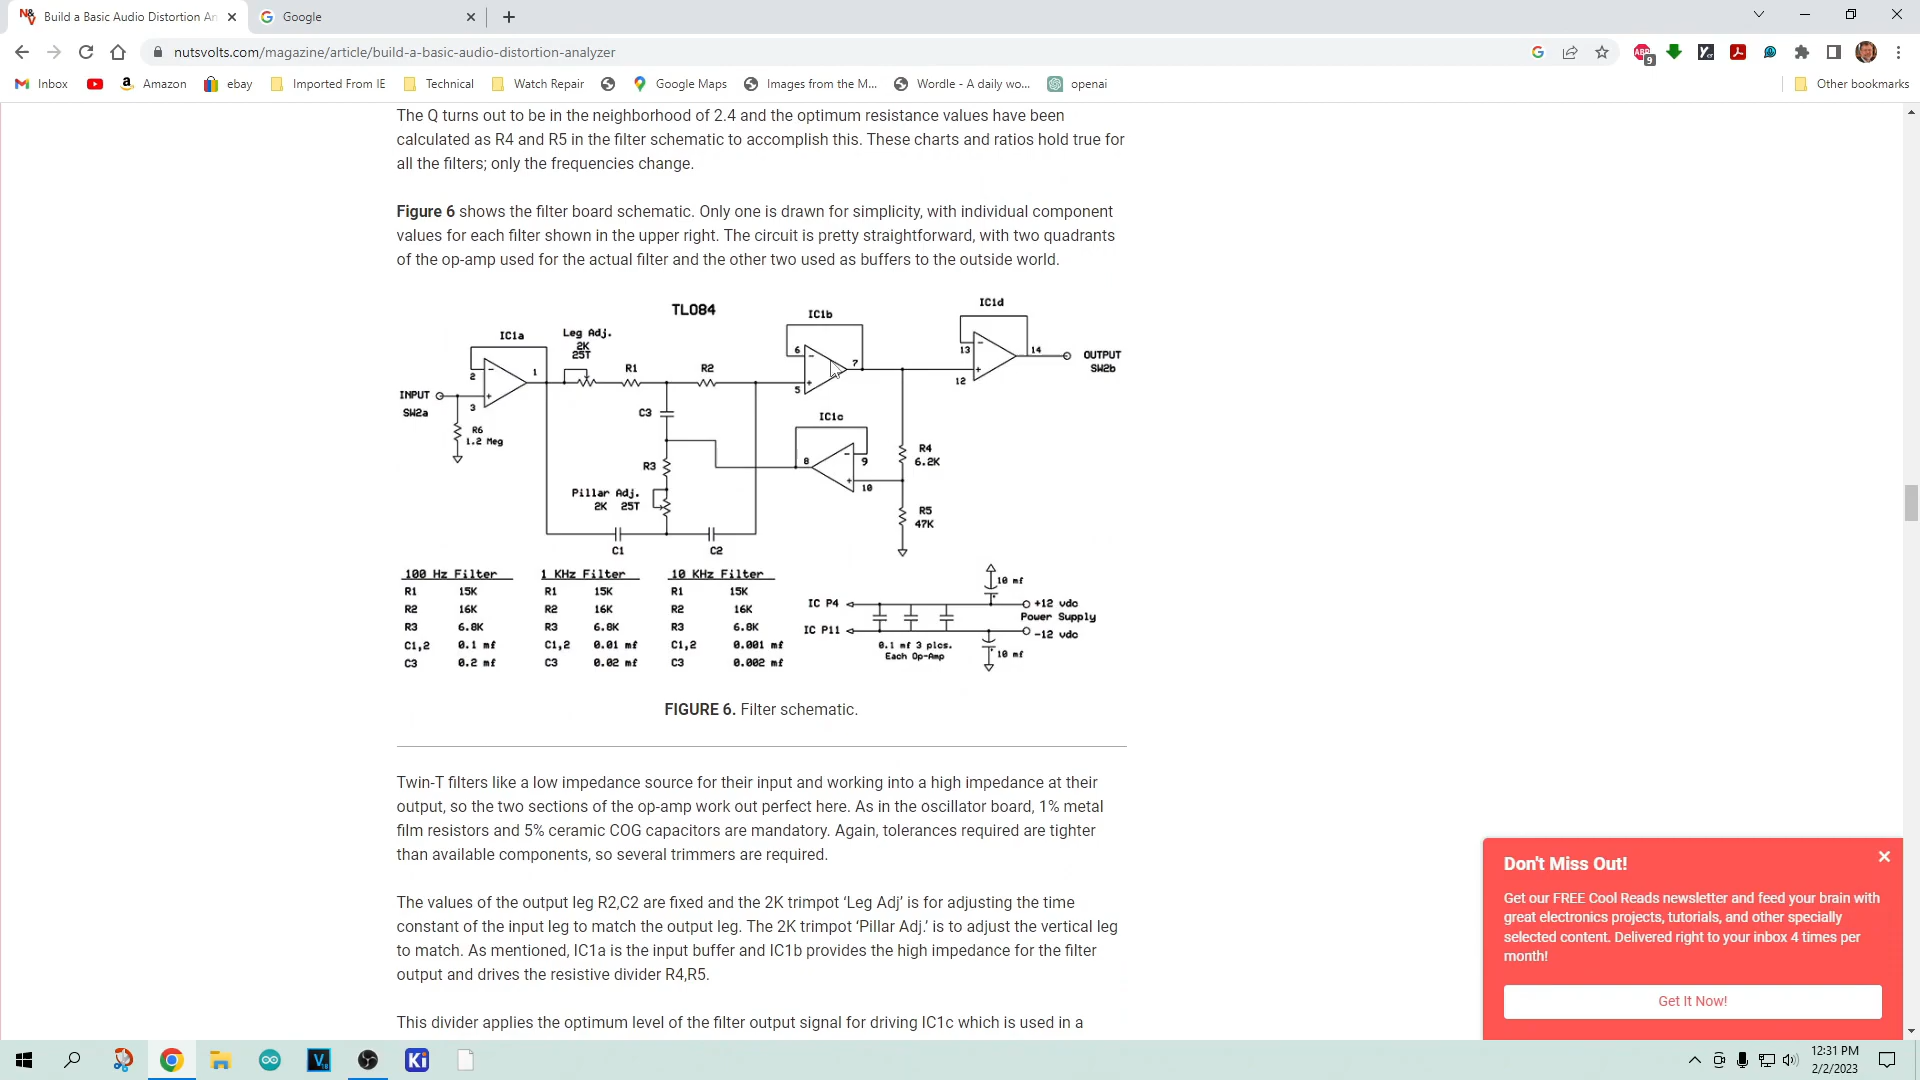 Build a Basic Audio Distortion An
Google
nutsvolts.com/magazine/article/build-a-basic-audio-distortion-analyzer
ABP
9
Inbox
Amazon
ebay
Imported From IE
Technical
Watch Repair
Google Maps
Images from the M...
Wordle - A daily wo...
openai
Other bookmarks
The Q turns out to be in the neighborhood of 2.4 and the optimum resistance values have been
calculated as R4 and R5 in the filter schematic to accomplish this. These charts and ratios hold true for
all the filters; only the frequencies change.
Figure 6 shows the filter board schematic. Only one is drawn for simplicity, with individual component
values for each filter shown in the upper right. The circuit is pretty straightforward, with two quadrants
of the op-amp used for the actual filter and the other two used as buffers to the outside world.
TL084
IC1a
Leg Adj.
2K
25T
IC1b
IC1d
R1
R2
INPUT
SW2a
R6
1.2 Meg
2
3
1
C3
6
5
7
13
12
14
OUTPUT
SW2b
IC1c
8
9
10
R4
6.2K
R5
47K
R3
Pillar Adj.
2K 25T
C1
C2
100 Hz Filter
R1 15K
R2 16K
R3 6.8K
C1,2 0.1 mf
C3 0.2 mf
1 KHz Filter
R1 15K
R2 16K
R3 6.8K
C1,2 0.01 mf
C3 0.02 mf
10 KHz Filter
R1 15K
R2 16K
R3 6.8K
C1,2 0.001 mf
C3 0.002 mf
IC P4
IC P11
10 mf
+12 vdc
Power Supply
-12 vdc
0.1 mf 3 plcs.
Each Op-Amp
10 mf
FIGURE 6. Filter schematic.
Twin-T filters like a low impedance source for their input and working into a high impedance at their
output, so the two sections of the op-amp work out perfect here. As in the oscillator board, 1% metal
film resistors and 5% ceramic COG capacitors are mandatory. Again, tolerances required are tighter
than available components, so several trimmers are required.
The values of the output leg R2,C2 are fixed and the 2K trimpot ‘Leg Adj’ is for adjusting the time
constant of the input leg to match the output leg. The 2K trimpot ‘Pillar Adj.’ is to adjust the vertical leg
to match. As mentioned, IC1a is the input buffer and IC1b provides the high impedance for the filter
output and drives the resistive divider R4,R5.
This divider applies the optimum level of the filter output signal for driving IC1c which is used in a
Don't Miss Out!
Get our FREE Cool Reads newsletter and feed your brain with
great electronics projects, tutorials, and other specially
selected content. Delivered right to your inbox 4 times per
month!
Get It Now!
Ki
12:31 PM
2/2/2023